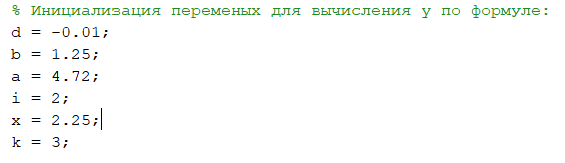 % Инициализация переменых для вычисления y по формуле:
d = -0.01;
b = 1.25;
a = 4.72;
i = 2;
x = 2.25;
k = 3;